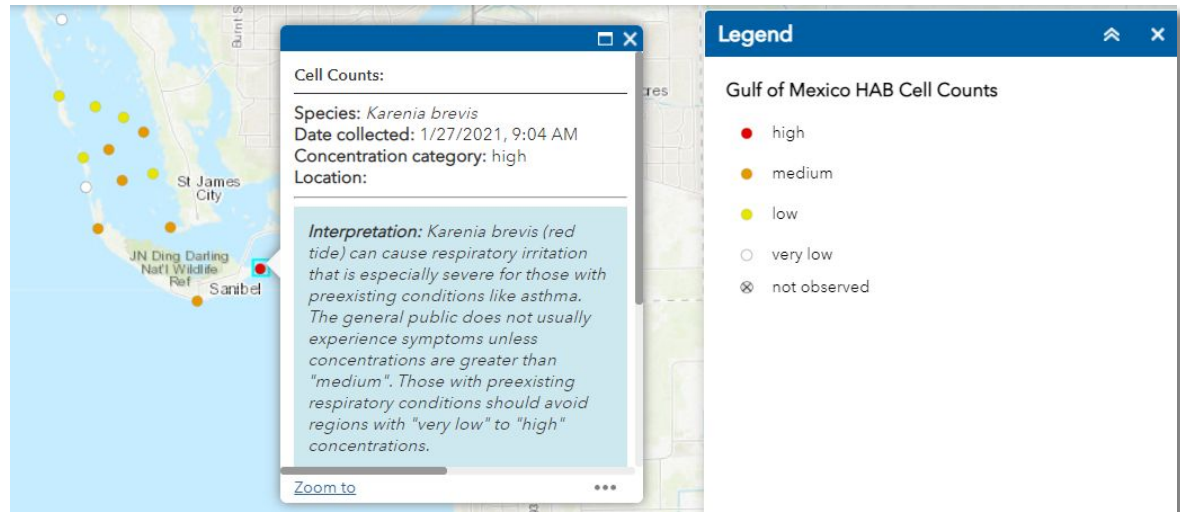 Burnt S
Cell Counts:
Species: Karenia brevis
Date collected: 1/27/2021, 9:04 AM
Concentration category: high
Location:
Interpretation: Karenia brevis (red
tide) can cause respiratory irritation
that is especially severe for those with
preexisting conditions like asthma.
The general public does not usually
experience symptoms unless
concentrations are greater than
"medium". Those with preexisting
respiratory conditions should avoid
regions with "very low" to "high"
concentrations.
Zoom to
St James
City
JN Ding Darling
Nat'l Wildlife
Ref
Sanibel
cres
Legend
Gulf of Mexico HAB Cell Counts
high
medium
low
very low
not observed